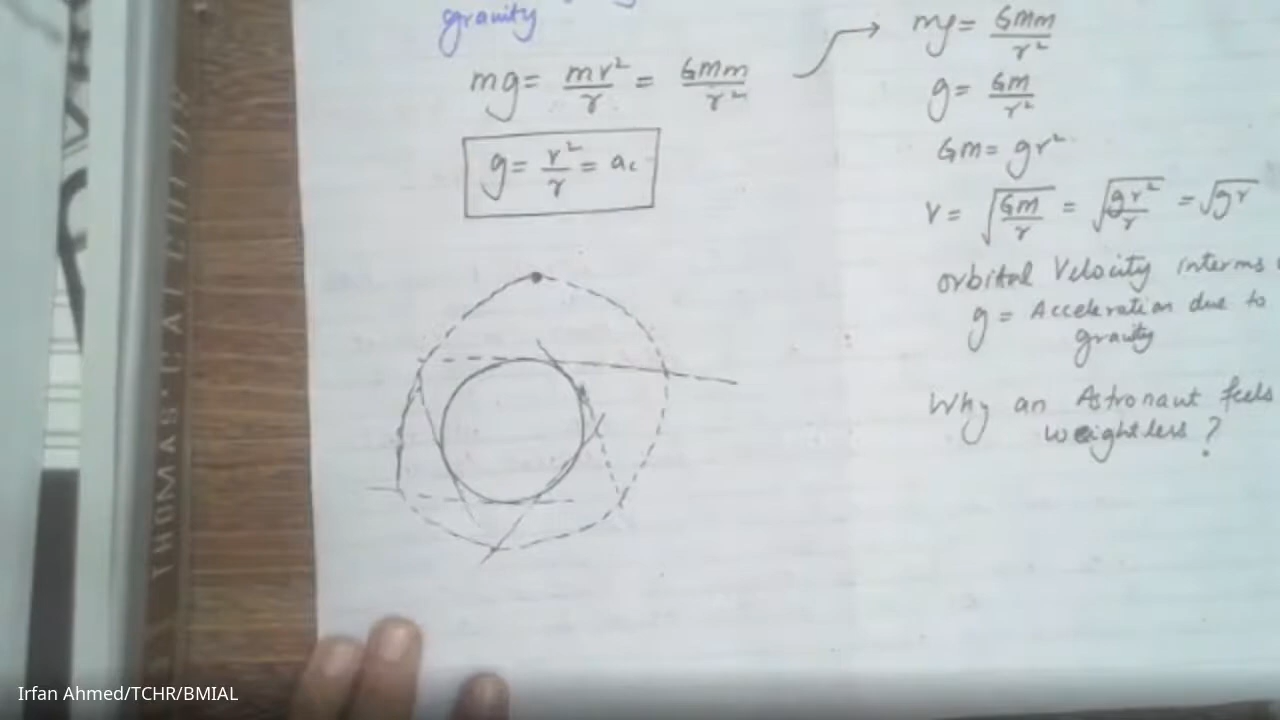 gravity
mg = mv² / r = GMm / r²
g = v² / r = ac
mg = GMm / r²
g = GM / r²
GM = gr²
v = √GM / r = √gr² / r = √gr
orbital Velocity interms
g = Acceleration due to
gravity
Why an Astronaut feels
weightless ?
THOMAS
Irfan Ahmed/TCHR/BMIAL